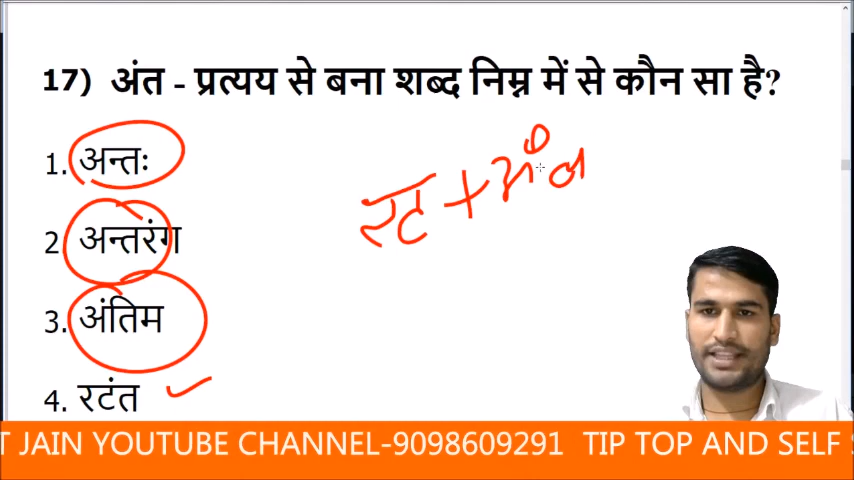 17) अंत - प्रत्यय से बना शब्द निम्न में से कौन सा है?
1. अन्तः
रट + अंत
2 अन्तरंग
3. अंतिम
4. रटंत
T JAIN YOUTUBE CHANNEL-9098609291 TIP TOP AND SELF S